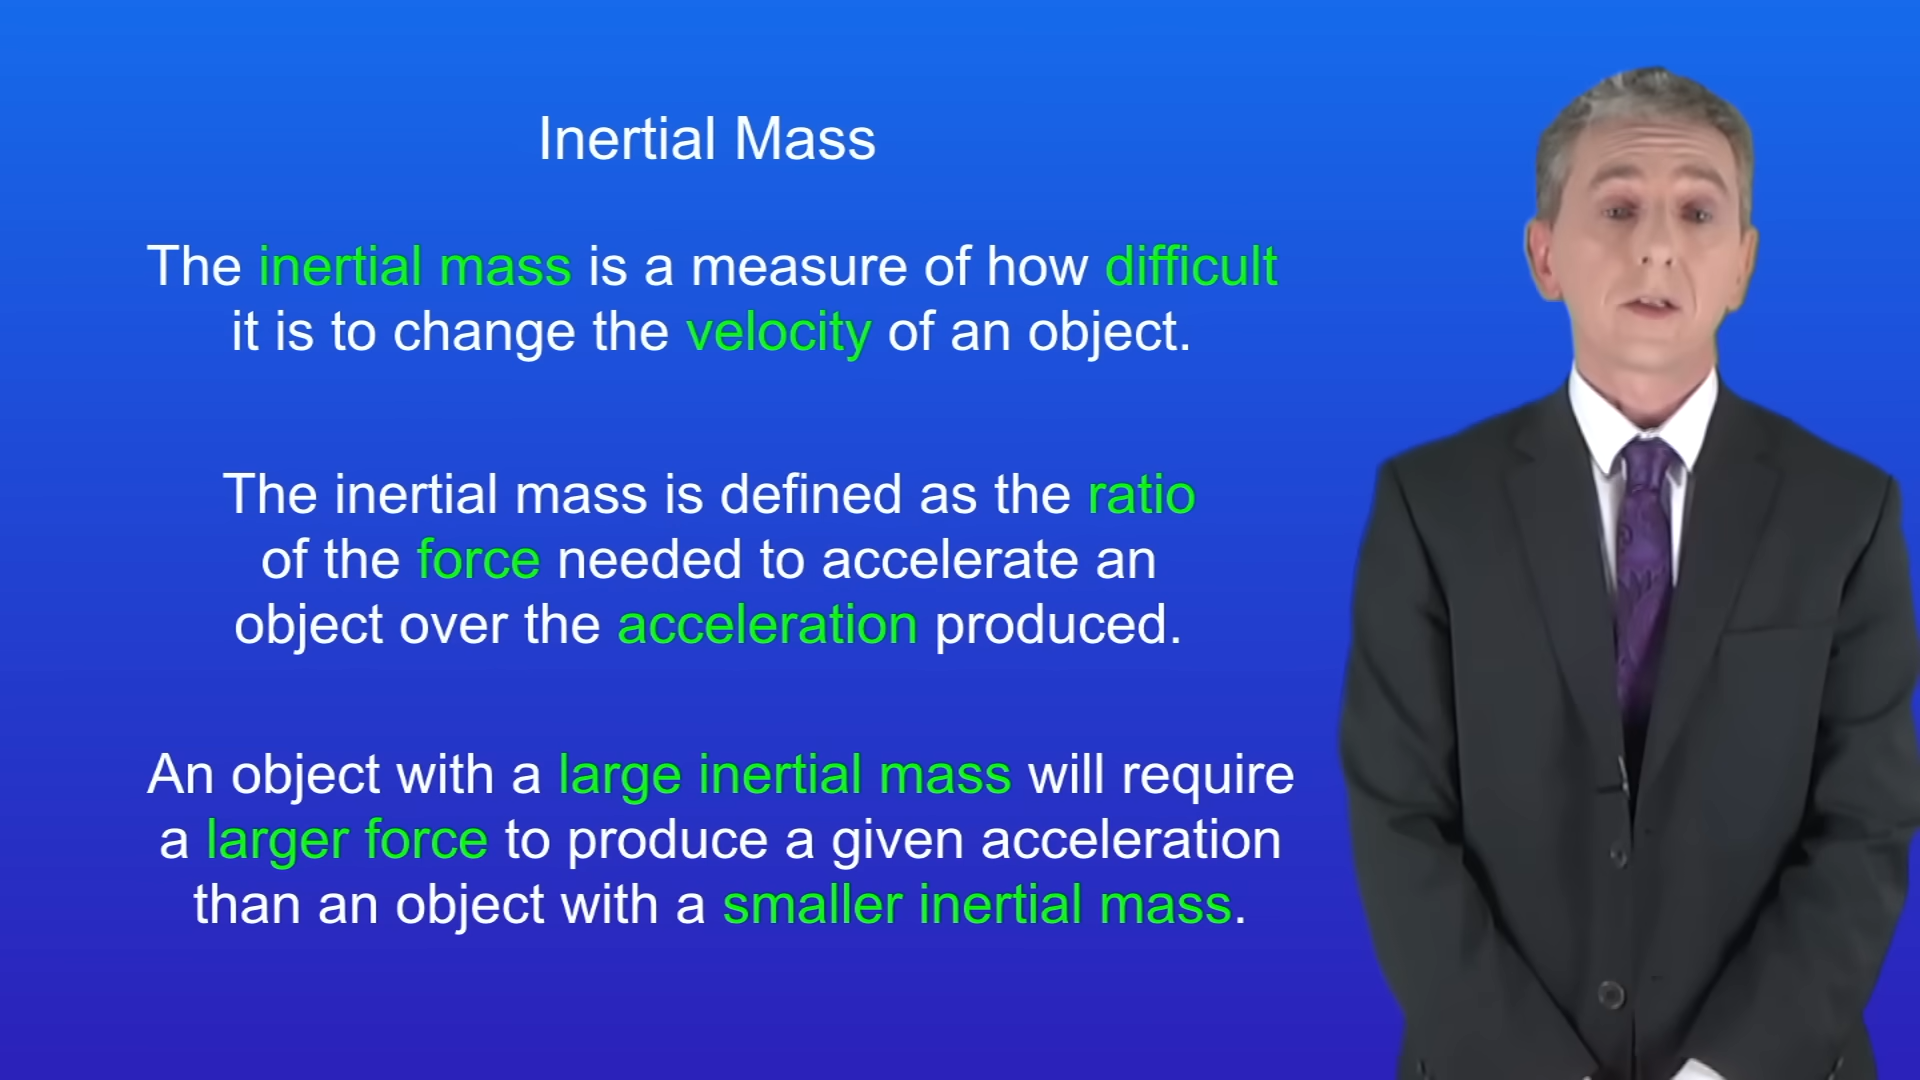 Inertial Mass
The inertial mass is a measure of how difficult
it is to change the velocity of an object.
The inertial mass is defined as the ratio
of the force needed to accelerate an
object over the acceleration produced.
An object with a large inertial mass will require
a larger force to produce a given acceleration
than an object with a smaller inertial mass.